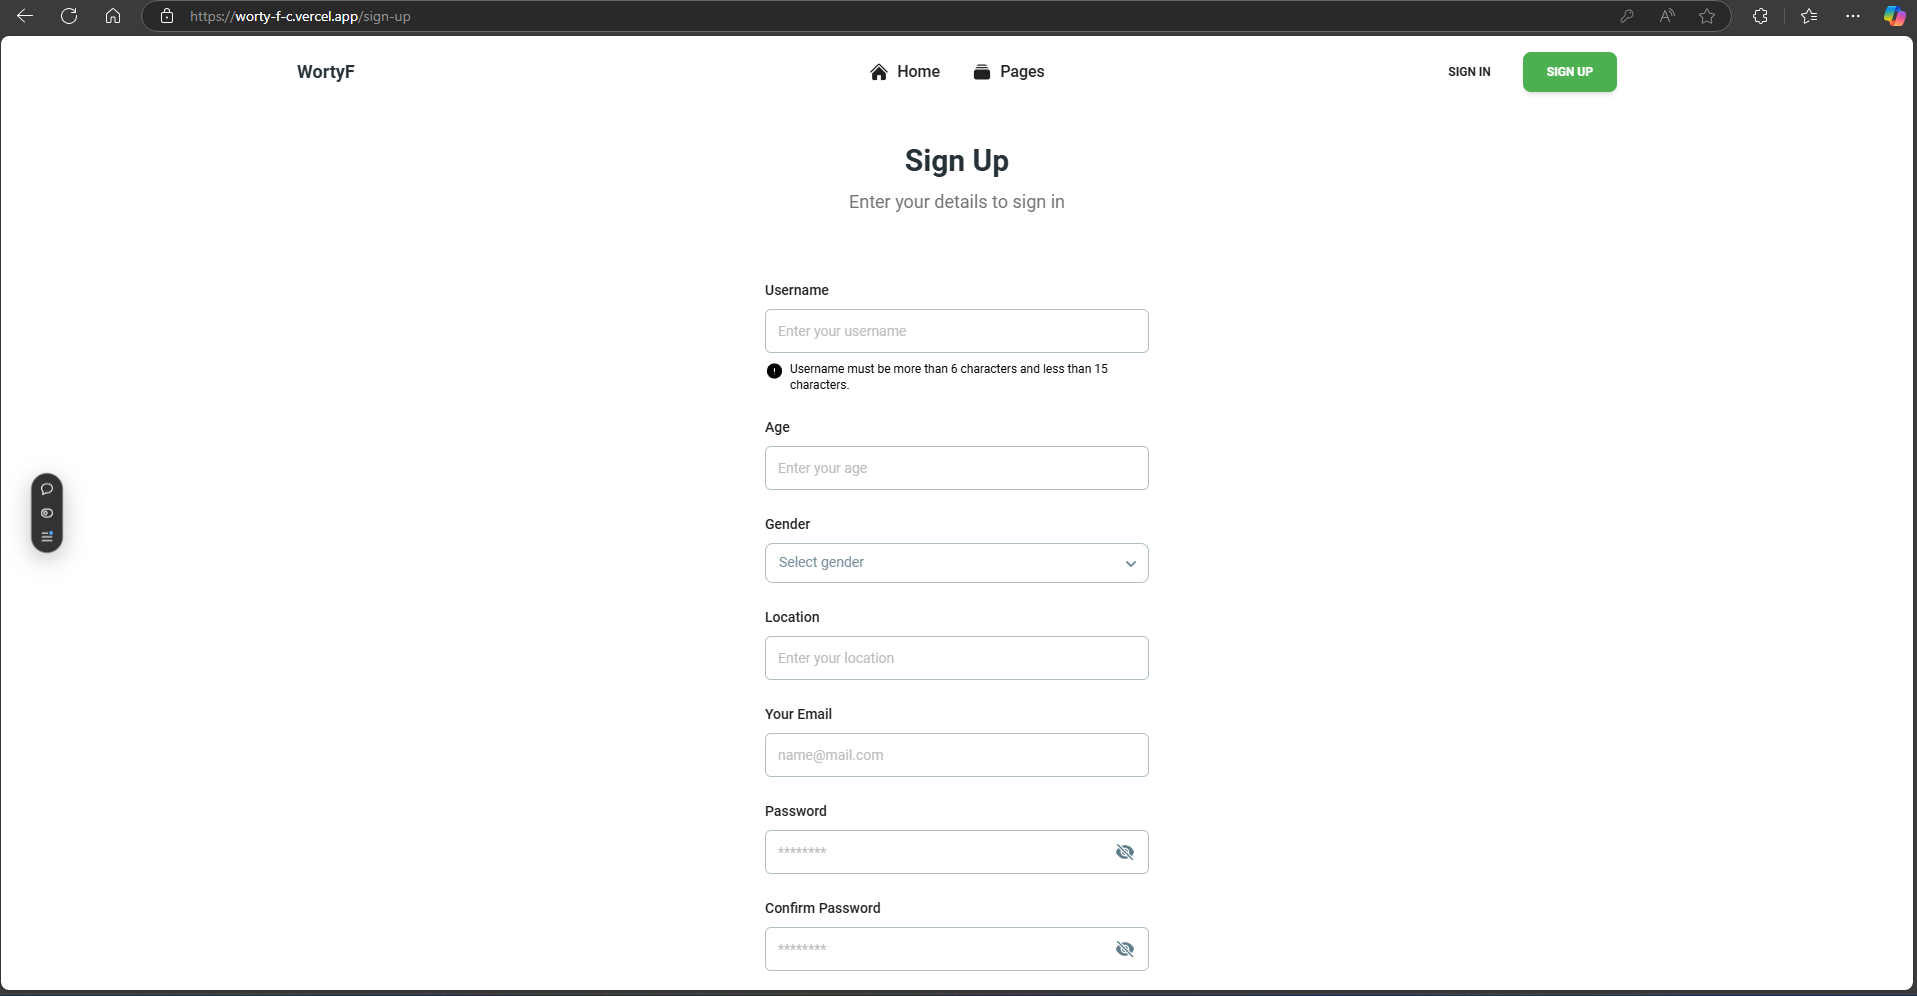 https://worty-f-c.vercel.app/sign-up
WortyF
Home
Pages
SIGN IN
SIGN UP
Sign Up
Enter your details to sign in
Username
Enter your username
Username must be more than 6 characters and less than 15
characters.
Age
Enter your age
Gender
Select gender
Location
Enter your location
Your Email
name@mail.com
Password
********
Confirm Password
********